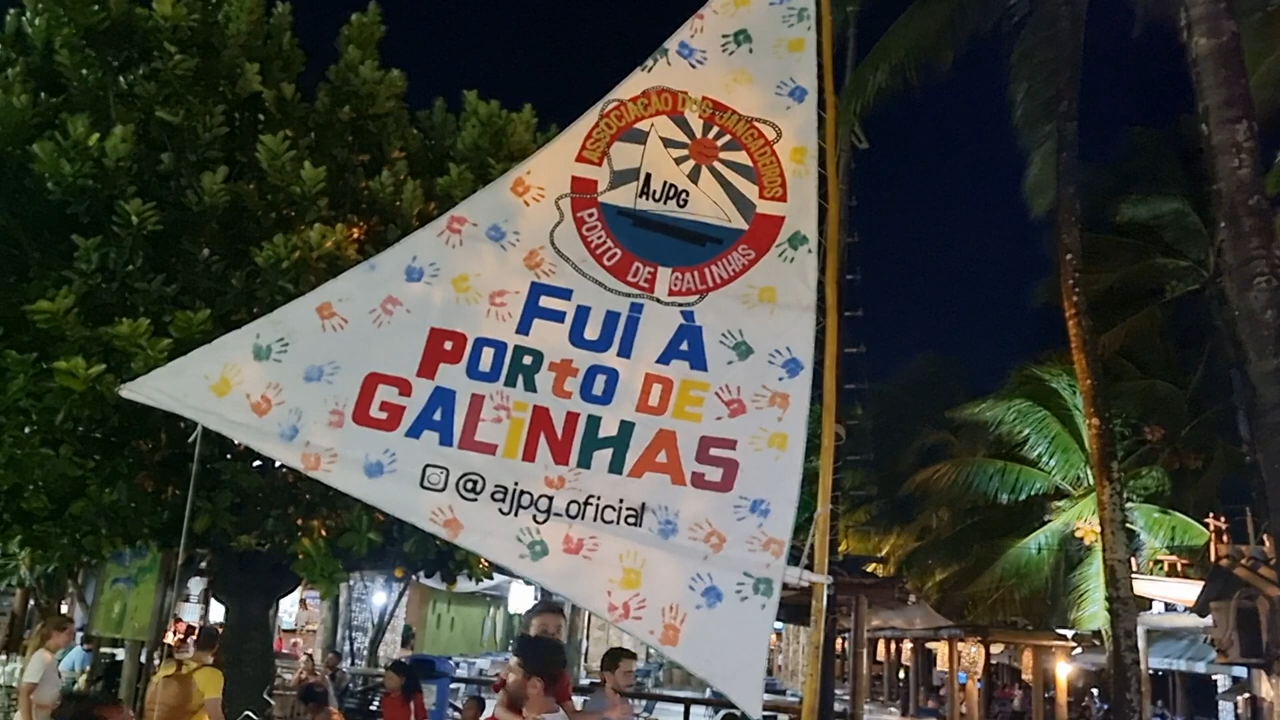 ASSOCIAÇÃO DOS JANGADEIROS
AJPG
PORTO DE GALINHAS
FUi À
PORtO DE
GALiNHAS
@ajpg_oficial